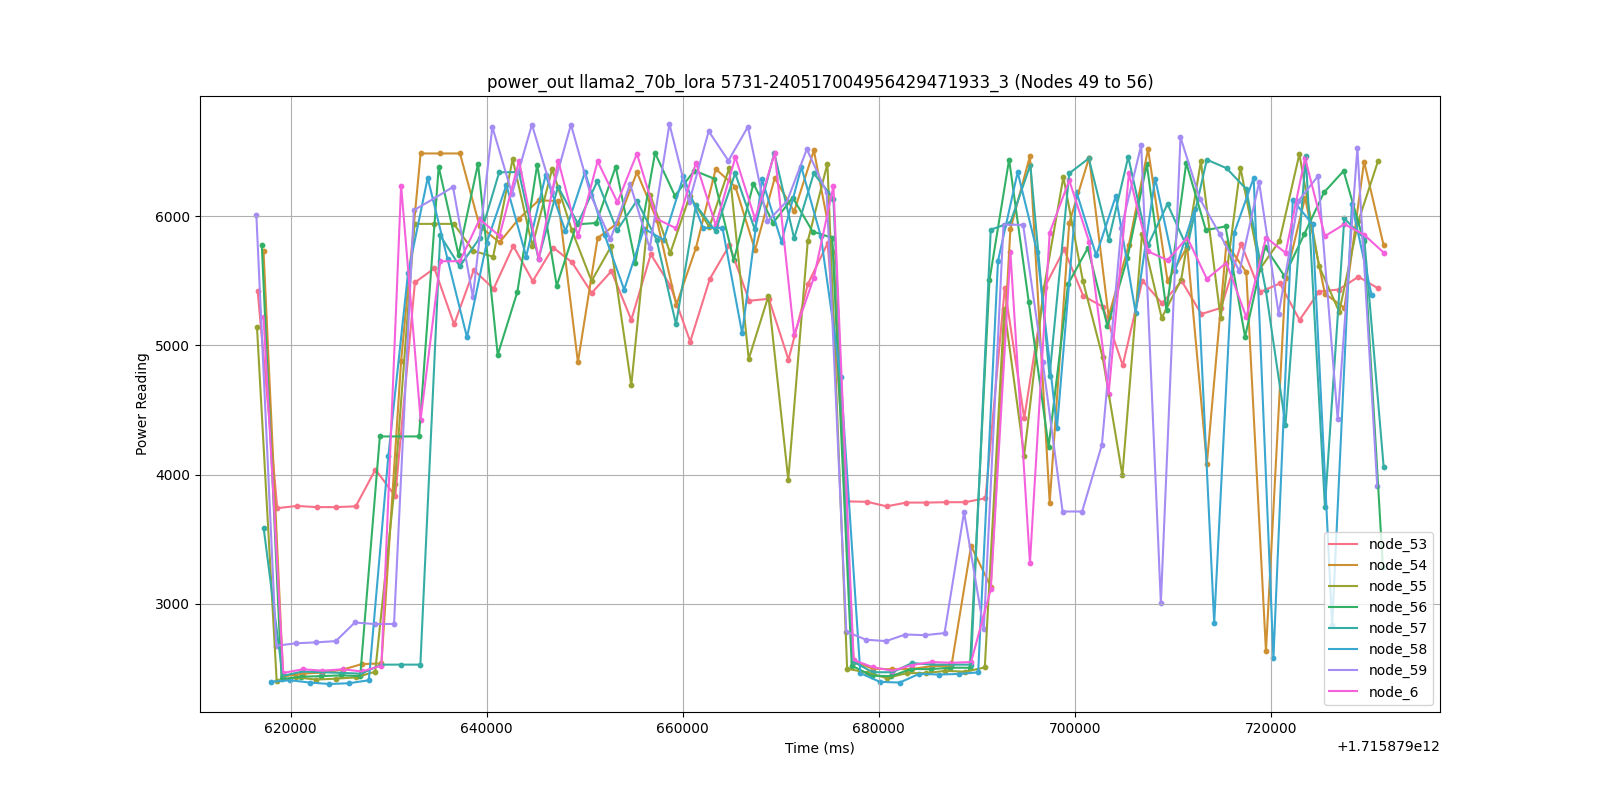 power_out llama2_70b_lora 5731-240517004956429471933_3 (Nodes 49 to 56)
Power Reading
6000
5000
4000
3000
620000
640000
660000
680000
700000
720000
Time (ms)
+1.715879e12
node_53
node_54
node_55
node_56
node_57
node_58
node_59
node_6